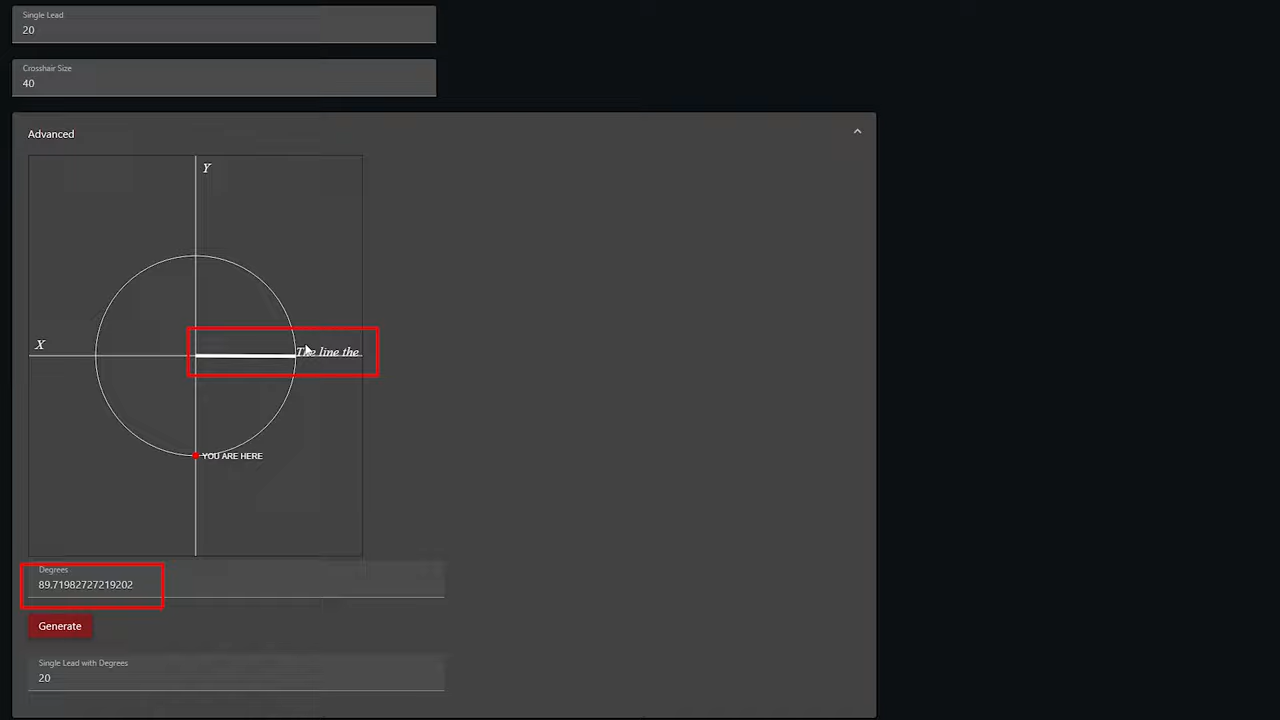 Single Lead
20
Crosshair Size
40
Advanced
Y
X
The line the
YOU ARE HERE
Degrees
89.71982727219202
Generate
Single Lead with Degrees
20